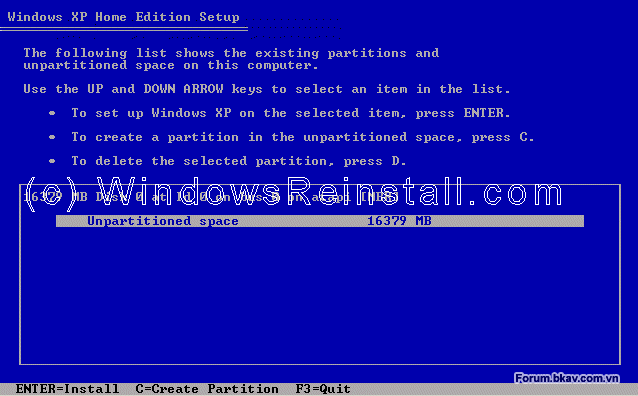 Windows XP Home Edition Setup
The following list shows the existing partitions and
unpartitioned space on this computer.
Use the UP and DOWN ARROW keys to select an item in the list.
• To set up Windows XP on the selected item, press ENTER.
• To create a partition in the unpartitioned space, press C.
• To delete the selected partition, press D.
(c) WindowsReinstall.com
16379 MB Disk 0 at Id 0 on bus 0 on atapi [MBR]
Unpartitioned space 16379 MB
Forum.bkav.com.vn
ENTER=Install C=Create Partition F3=Quit